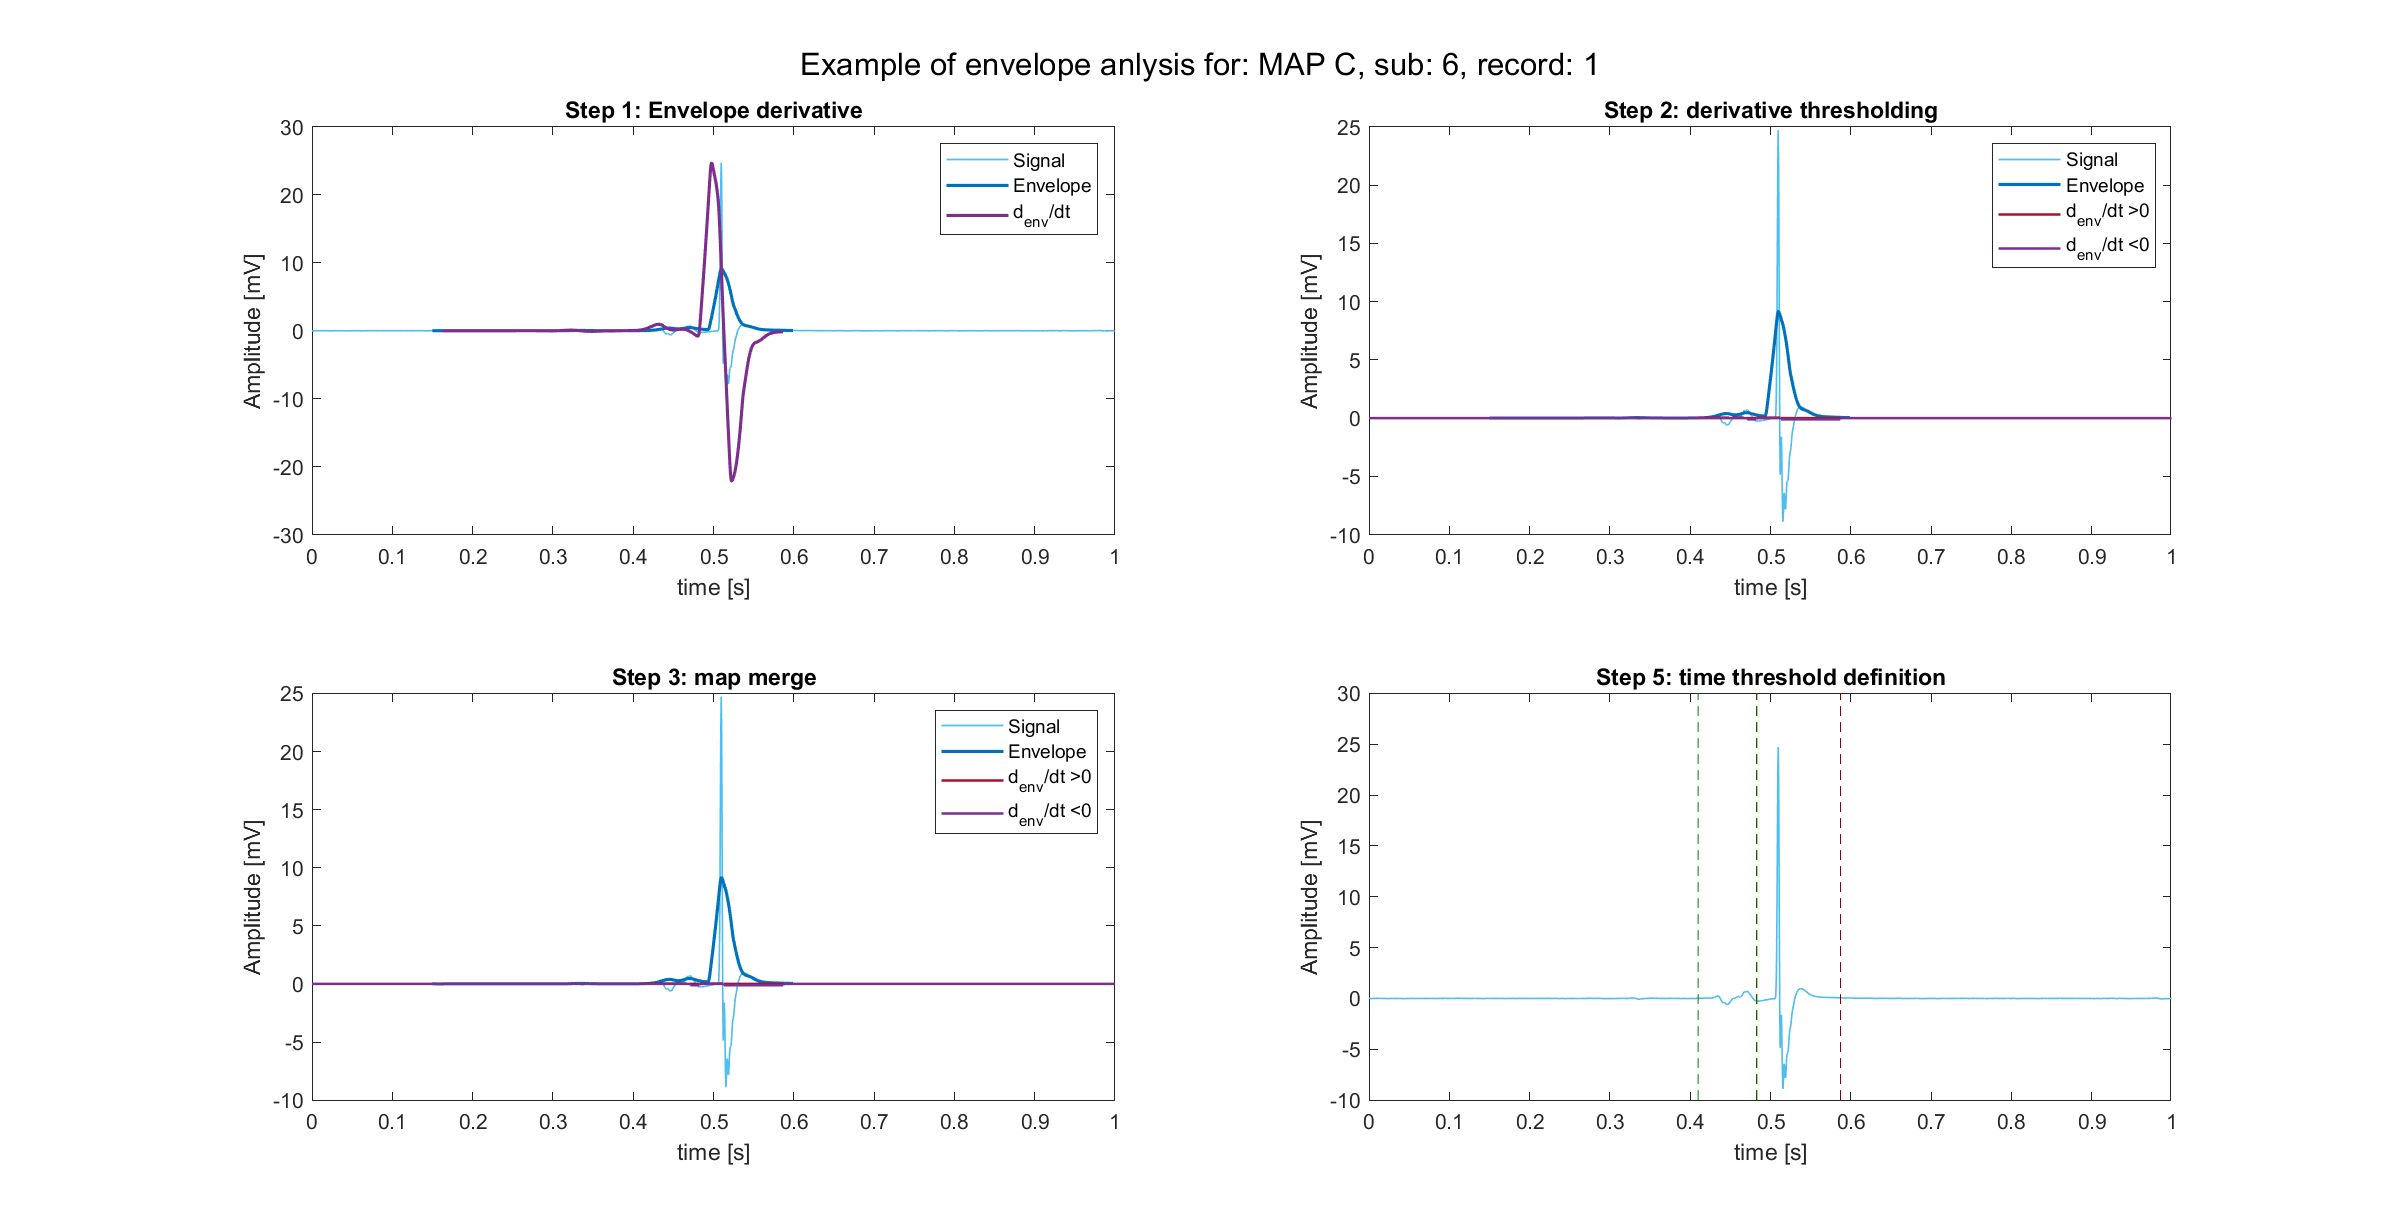 Example of envelope anlysis for: MAP C, sub: 6, record: 1
Step 1: Envelope derivative
30
20
10
0
-10
-20
-30
Amplitude [mV]
0 0.1 0.2 0.3 0.4 0.5 0.6 0.7 0.8 0.9 1
time [s]
Signal
Envelope
d_env/dt
Step 2: derivative thresholding
25
20
15
10
5
0
-5
-10
Amplitude [mV]
0 0.1 0.2 0.3 0.4 0.5 0.6 0.7 0.8 0.9 1
time [s]
Signal
Envelope
d_env/dt >0
d_env/dt <0
Step 3: map merge
25
20
15
10
5
0
-5
-10
Amplitude [mV]
0 0.1 0.2 0.3 0.4 0.5 0.6 0.7 0.8 0.9 1
time [s]
Signal
Envelope
d_env/dt >0
d_env/dt <0
Step 5: time threshold definition
30
25
20
15
10
5
0
-5
-10
Amplitude [mV]
0 0.1 0.2 0.3 0.4 0.5 0.6 0.7 0.8 0.9 1
time [s]